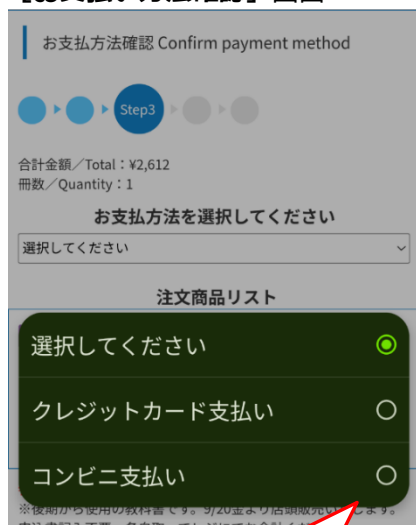 お支払方法確認 Confirm payment method
Step3
合計金額／Total：¥2,612
冊数／Quantity：1
お支払方法を選択してください
選択してください
注文商品リスト
選択してください
クレジットカード支払い
コンビニ支払い
※後期から使用の教科書です。9/20金より店頭販売い
します。